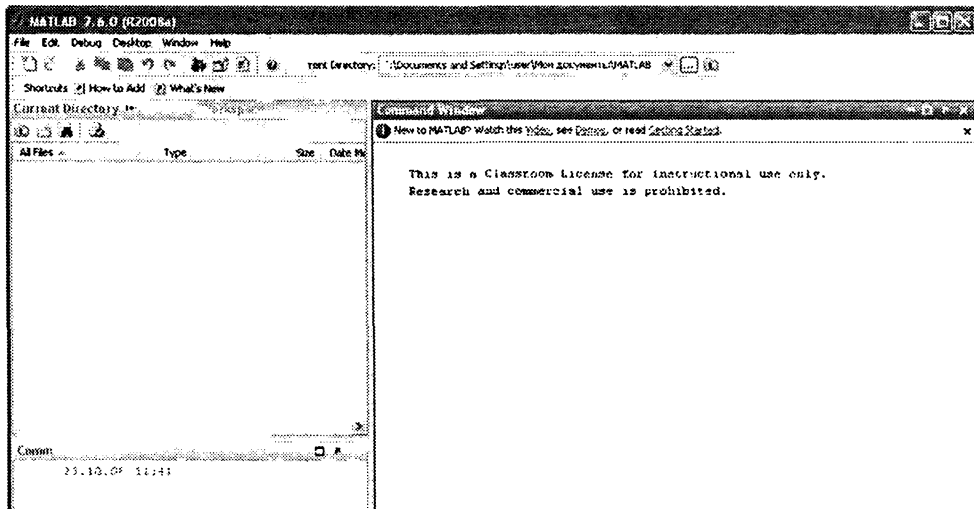 MATLAB 7.6.0 (R2008a)
File Edit Debug Desktop Window Help
rent Directory: :\Documents and Settings\user\Мои документы\MATLAB
Shortcuts How to Add What's New
Current Directory
Command Window
New to MATLAB? Watch this Video, see Demos, or read Getting Started.
All Files Type Size Date Mo
This is a Classroom License for instructional use only.
Research and commercial use is prohibited.
Comm